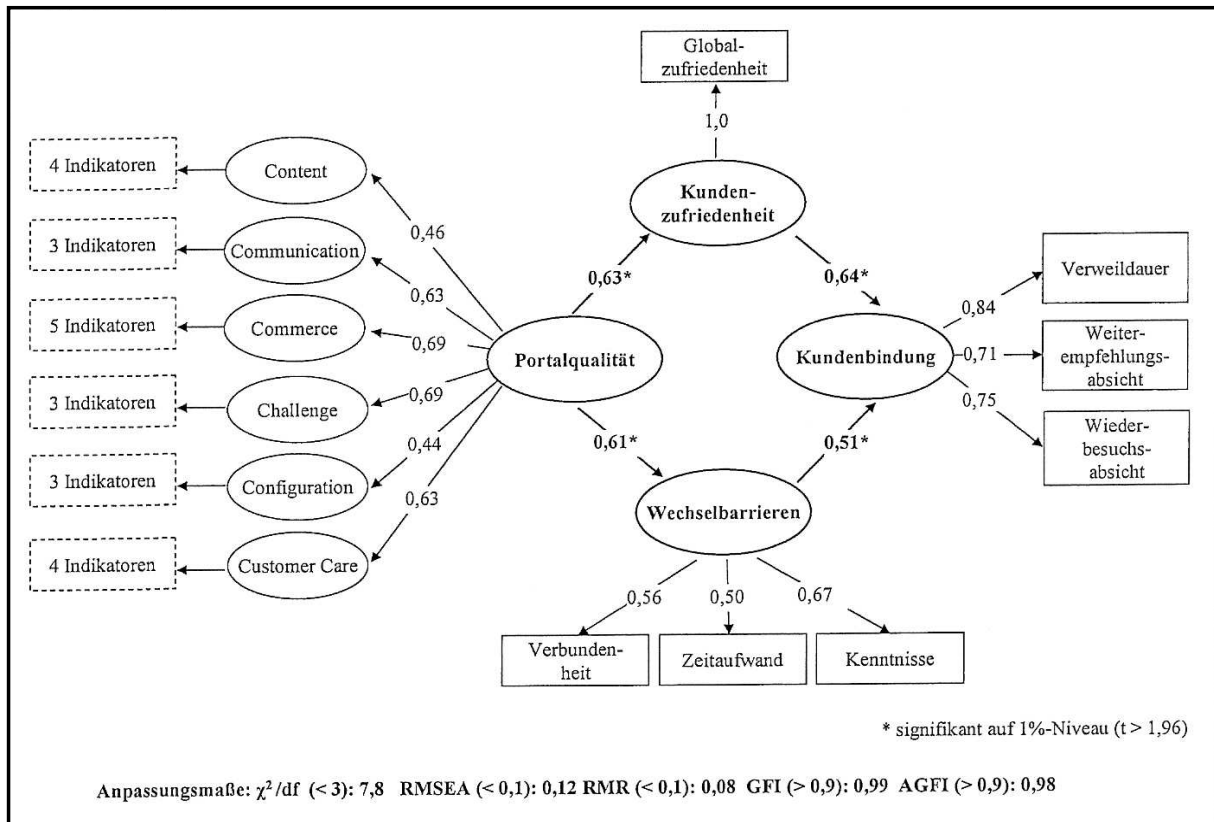 Global-
zufriedenheit
1,0
4 Indikatoren
Content
Kunden-
zufriedenheit
3 Indikatoren
Communication
0,46
0,63*
0,64*
Verweildauer
0,84
5 Indikatoren
Commerce
0,63
0,69
Portalqualität
Kundenbindung
0,71
Weiter-
empfehlungs-
absicht
3 Indikatoren
Challenge
0,69
0,75
0,44
0,61*
0,51*
Wieder-
besuchs-
absicht
3 Indikatoren
Configuration
0,63
Wechselbarrieren
4 Indikatoren
Customer Care
0,56
0,50
0,67
Verbunden-
heit
Zeitaufwand
Kenntnisse
* signifikant auf 1%-Niveau (t > 1,96)
Anpassungsmaße: χ²/df (< 3): 7,8 RMSEA (< 0,1): 0,12 RMR (< 0,1): 0,08 GFI (> 0,9): 0,99 AGFI (> 0,9): 0,98